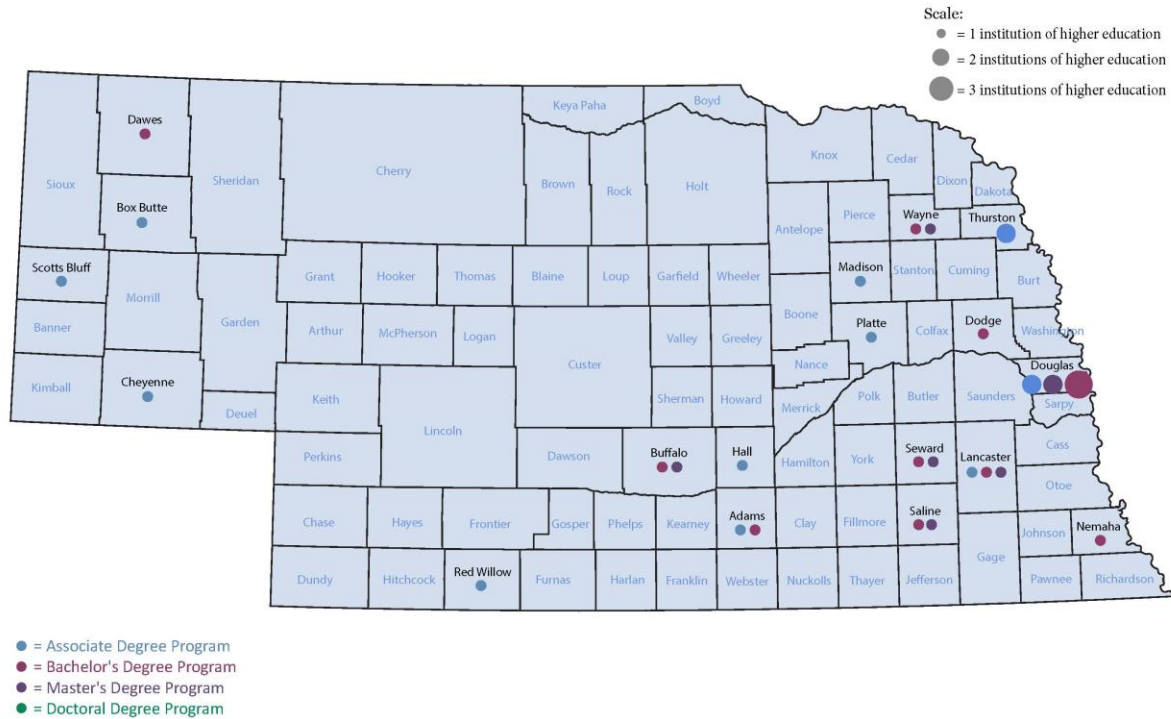 Scale:
= 1 institution of higher education
= 2 institutions of higher education
= 3 institutions of higher education
Keya Paha
Boyd
Dawes
Sioux
Sheridan
Cherry
Brown
Rock
Holt
Knox
Cedar
Dixon
Dakota
Box Butte
Antelope
Pierce
Wayne
Thurston
Scotts Bluff
Morrill
Grant
Hooker
Thomas
Blaine
Loup
Garfield
Wheeler
Madison
Stanton
Cuming
Burt
Banner
Garden
Arthur
McPherson
Logan
Custer
Valley
Greeley
Boone
Platte
Colfax
Dodge
Washington
Nance
Kimball
Cheyenne
Deuel
Keith
Lincoln
Sherman
Howard
Merrick
Polk
Butler
Saunders
Douglas
Sarpy
Perkins
Dawson
Buffalo
Hall
Hamilton
York
Seward
Lancaster
Cass
Otoe
Chase
Hayes
Frontier
Gosper
Phelps
Kearney
Adams
Clay
Fillmore
Saline
Johnson
Nemaha
Dundy
Hitchcock
Red Willow
Furnas
Harlan
Franklin
Webster
Nuckolls
Thayer
Jefferson
Gage
Pawnee
Richardson
= Associate Degree Program
= Bachelor's Degree Program
= Master's Degree Program
= Doctoral Degree Program